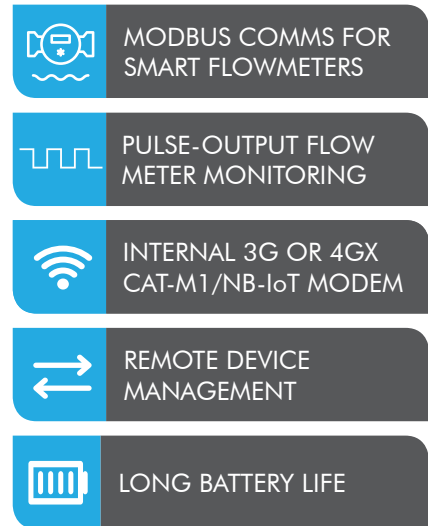 MODBUS COMMS FOR
SMART FLOWMETERS
PULSE-OUTPUT FLOW
METER MONITORING
INTERNAL 3G OR 4GX
CAT-M1/NB-IoT MODEM
REMOTE DEVICE
MANAGEMENT
LONG BATTERY LIFE